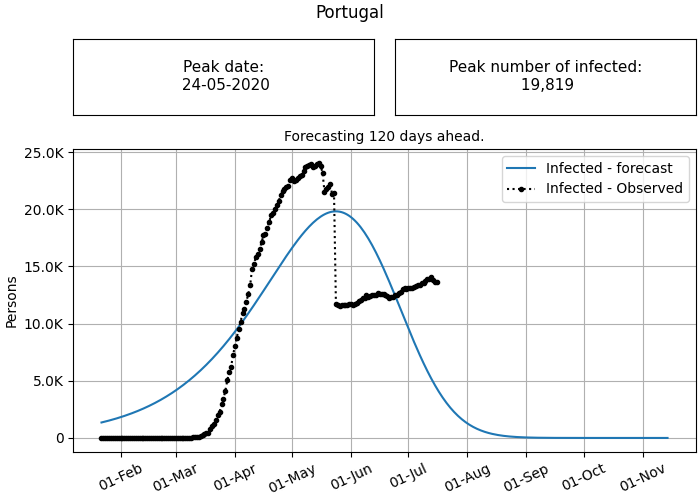 Portugal
Peak date:
24-05-2020
Peak number of infected:
19,819
Forecasting 120 days ahead.
25.0K
20.0K
15.0K
10.0K
5.0K
0
Persons
Infected - forecast
Infected - Observed
01-Feb
01-Mar
01-Apr
01-May
01-Jun
01-Jul
01-Aug
01-Sep
01-Oct
01-Nov